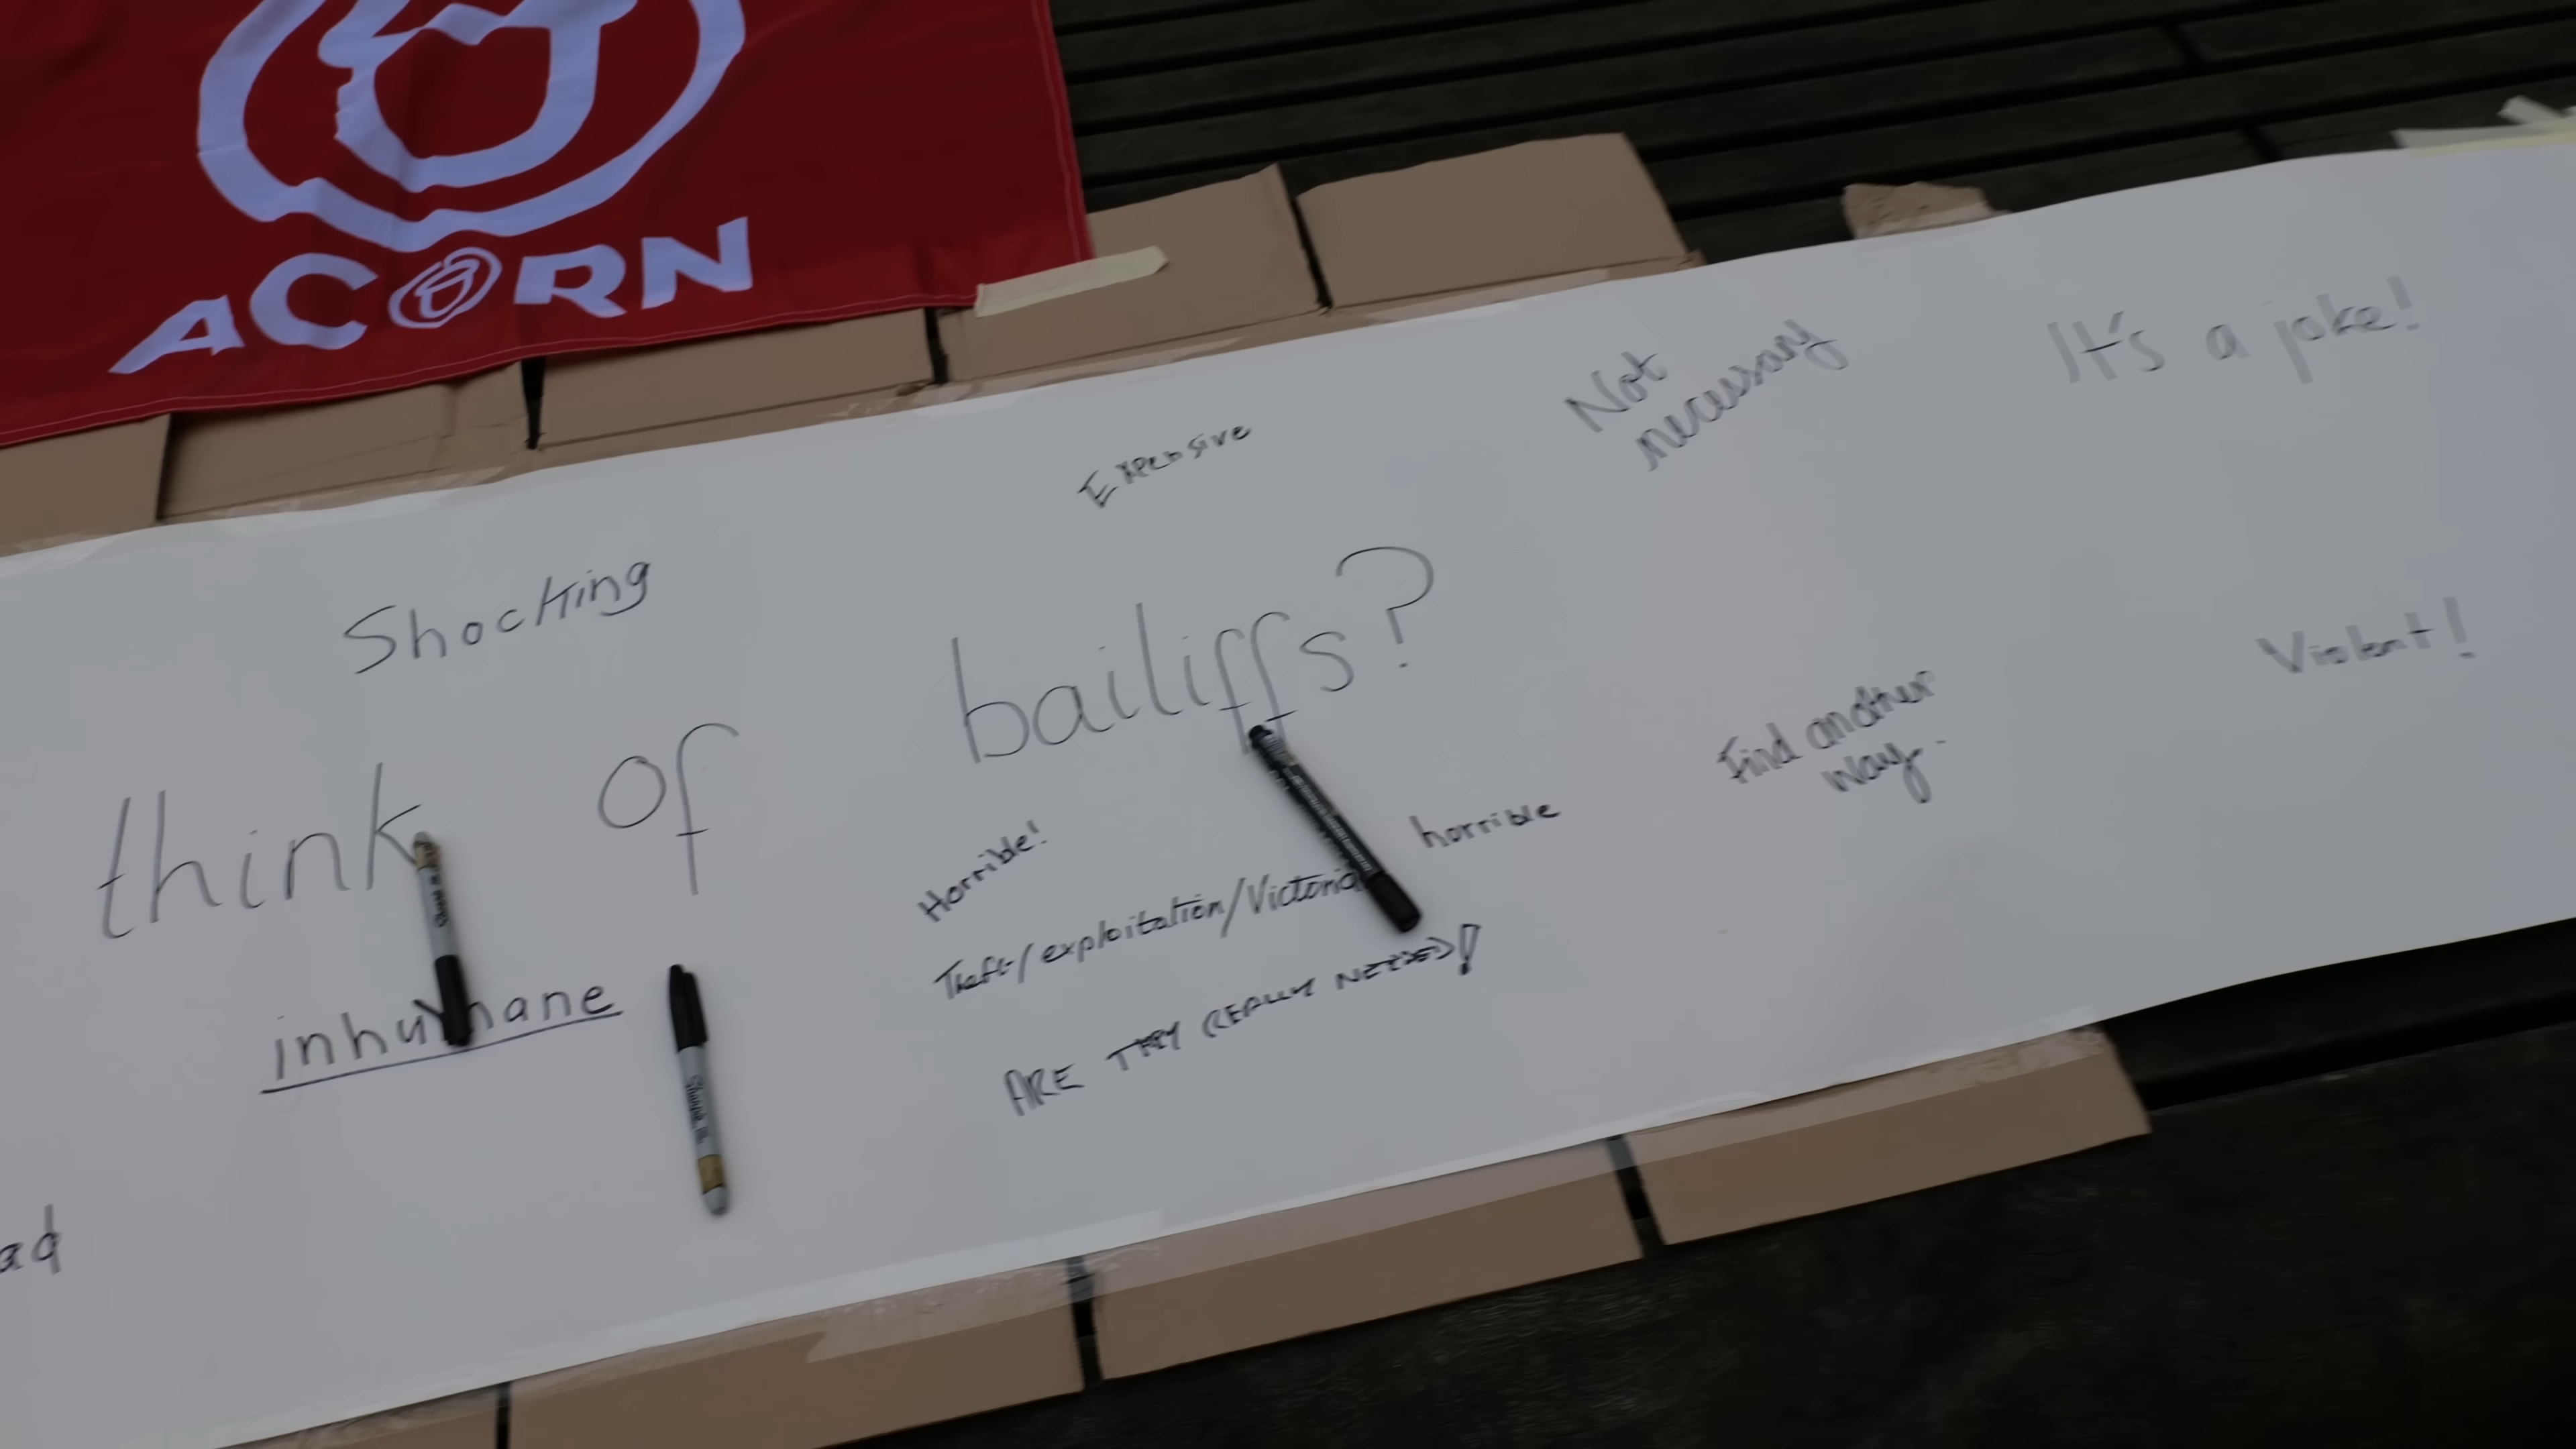 ACORN
Expensive
Not
necessary
It's a joke!
Shocking
think of bailiffs?
Violent!
Find another
way.
Horrible!
horrible
Theft/exploitation/
inhumane
ARE THEY REALLY NEEDED!
Sharpie